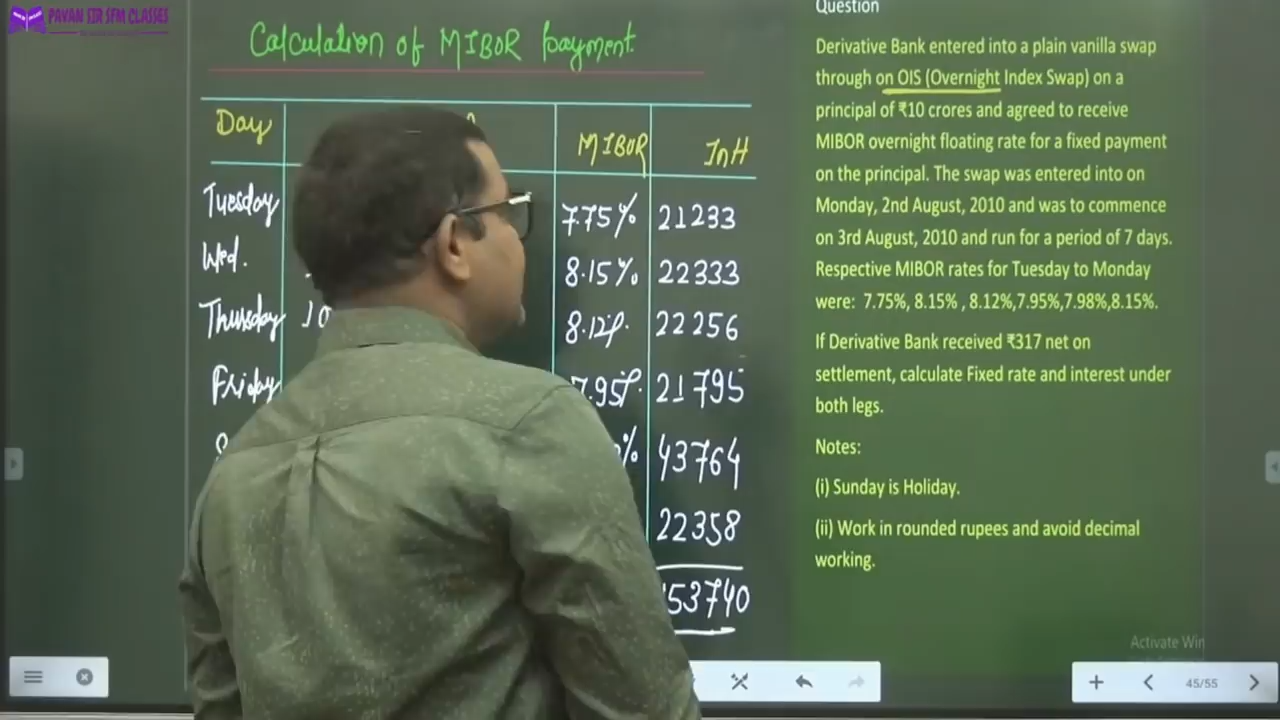 PAVAN SIR SFM CLASSES
Calculation of MIBOR payment.
Day MIBOR Int
Tuesday 7.75% 21233
Wed. 8.15% 22333
Thursday 10 8.12%. 22256
Friday 7.95%. 21795
% 43764
22358
153740
Question
Derivative Bank entered into a plain vanilla swap
through on OIS (Overnight Index Swap) on a
principal of ₹10 crores and agreed to receive
MIBOR overnight floating rate for a fixed payment
on the principal. The swap was entered into on
Monday, 2nd August, 2010 and was to commence
on 3rd August, 2010 and run for a period of 7 days.
Respective MIBOR rates for Tuesday to Monday
were: 7.75%, 8.15% , 8.12%,7.95%,7.98%,8.15%.
If Derivative Bank received ₹317 net on
settlement, calculate Fixed rate and interest under
both legs.
Notes:
(i) Sunday is Holiday.
(ii) Work in rounded rupees and avoid decimal
working.
Activate Win
45/55